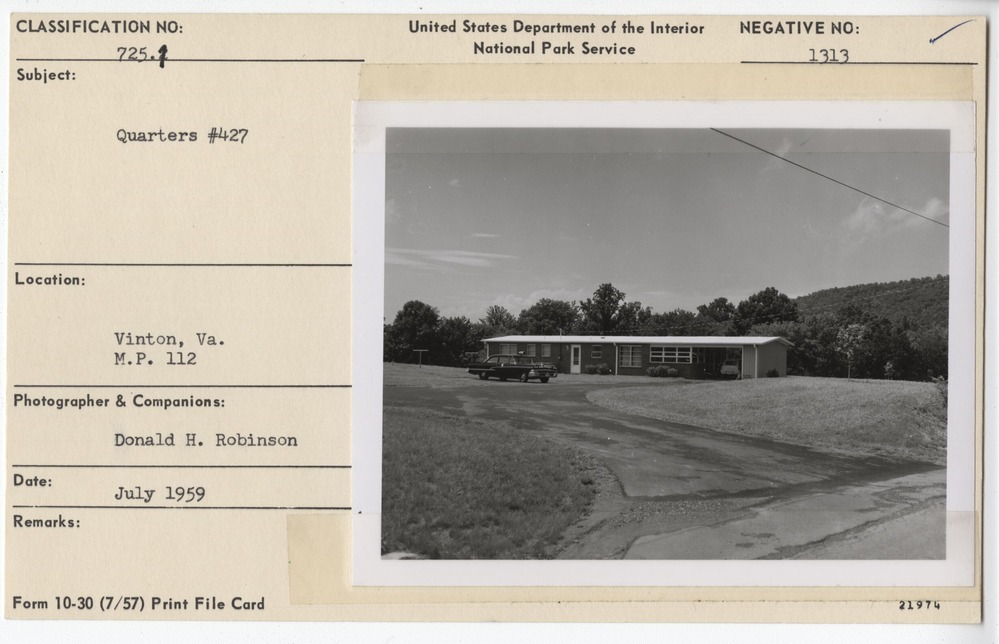 CLASSIFICATION NO:
725.1
United States Department of the Interior
National Park Service
NEGATIVE NO:
1313
Subject:
Quarters #427
Location:
Vinton, Va.
M.P. 112
Photographer & Companions:
Donald H. Robinson
Date:
July 1959
Remarks:
Form 10-30 (7/57) Print File Card
21974